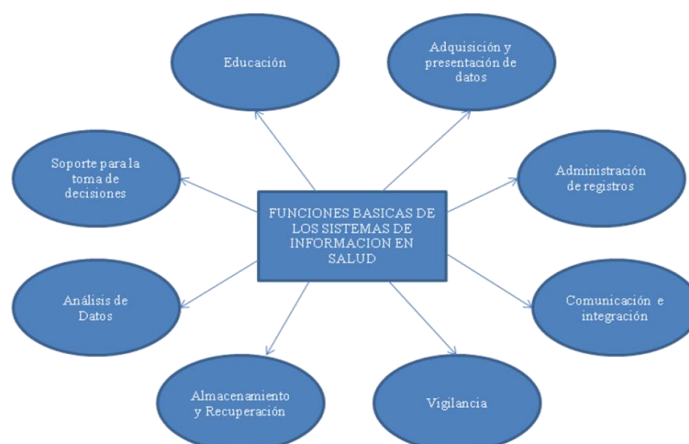 Educación
Adquisición y
presentación de
datos
Soporte para la
toma de
decisiones
Administración
de registros
FUNCIONES BASICAS DE
LOS SISTEMAS DE
INFORMACION EN
SALUD
Análisis de
Datos
Comunicación e
integración
Almacenamiento
y Recuperación
Vigilancia